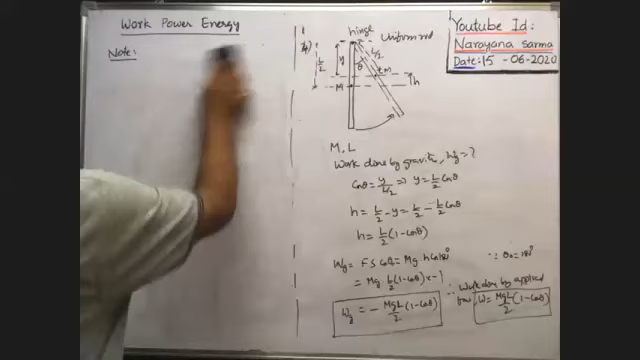 Work Power Energy
Note:
Youtube Id:
Narayana Sarma
Date: 15 -06-2020
hinge
Uniform rod
L/2
y
L/2
θ
M
h
M
M, L
Work done by gravity, Wg = ?
Cosθ = y/(L/2) ⇒ y = L/2 Cosθ
h = L/2 - y = L/2 - L/2 Cosθ
h = L/2 (1-Cosθ)
Wg = F S Cosθ = Mg h Cos180°
∵ θ₀ = 180°
= Mg L/2 (1-Cosθ) x -1
Wg = - MgL/2 (1-Cosθ)
∴ Work done by applied
force, W = MgL/2 (1-Cosθ)